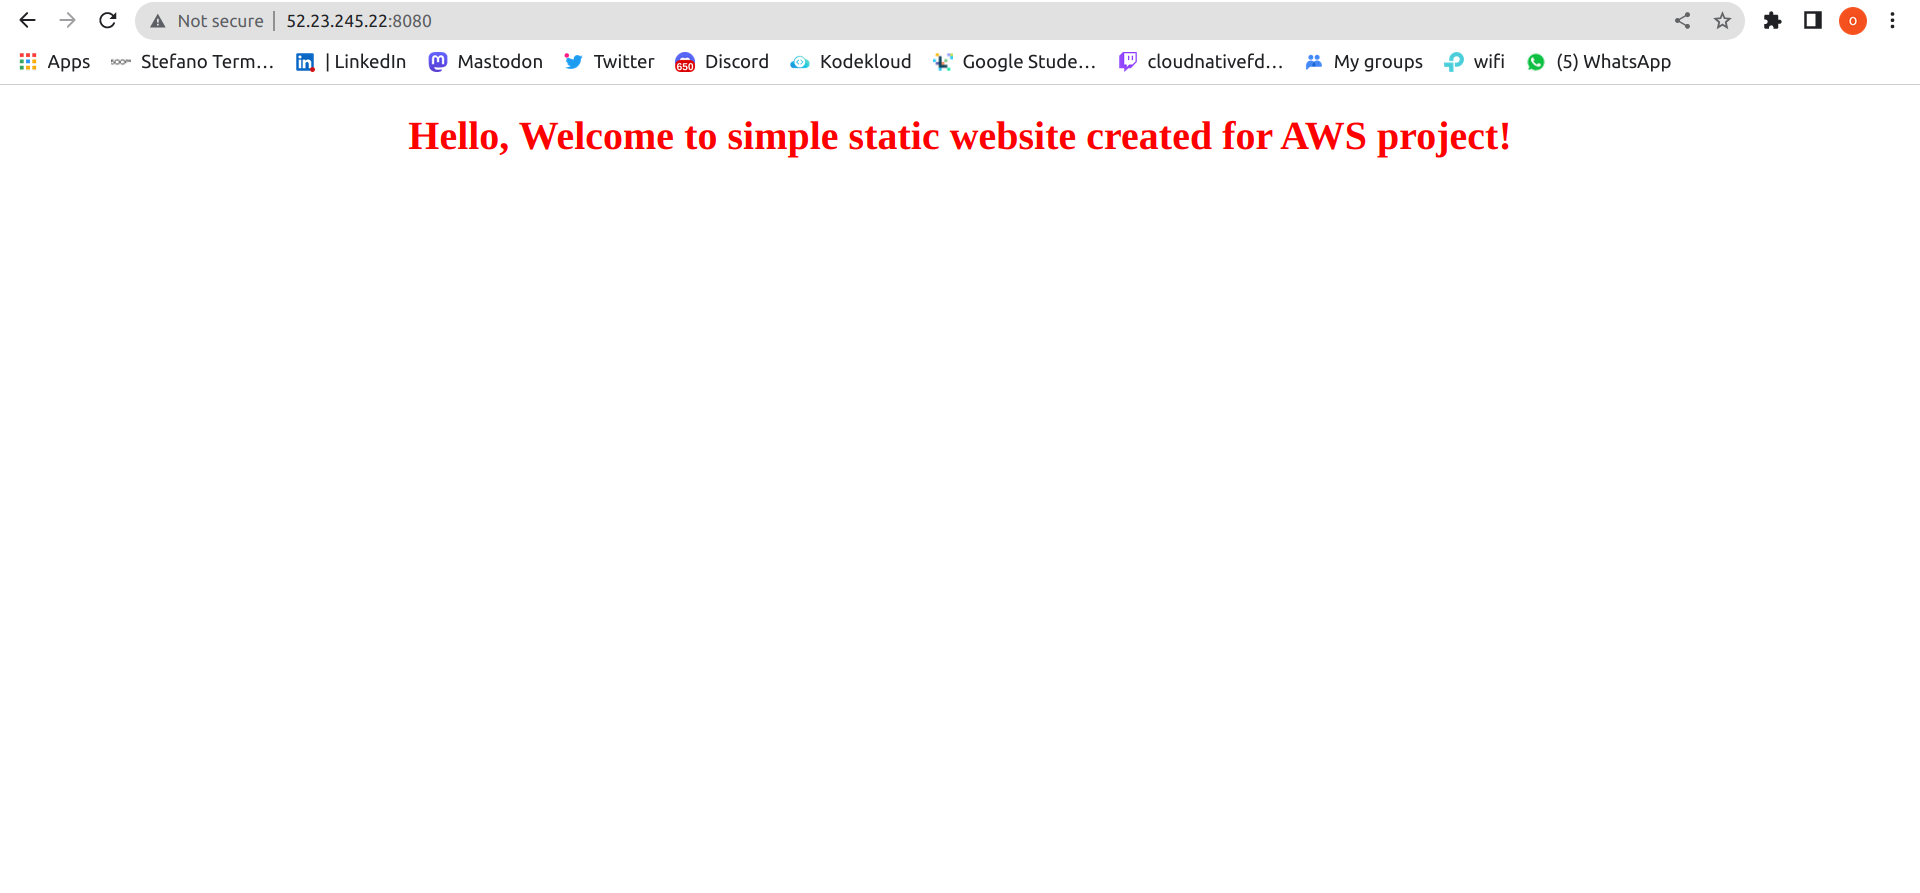 Not secure | 52.23.245.22:8080 O
Apps Stefano Term... | LinkedIn Mastodon Twitter 650 Discord Kodekloud Google Stude... cloudnativefd... My groups wifi (5) WhatsApp
Hello, Welcome to simple static website created for AWS project!